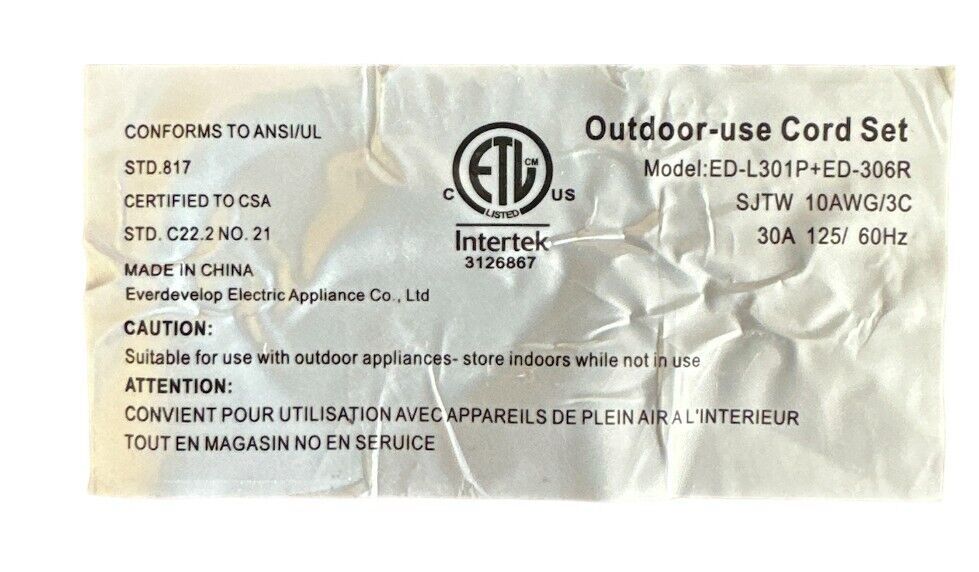 CONFORMS TO ANSI/UL
STD.817
CERTIFIED TO CSA
STD. C22.2 NO. 21
MADE IN CHINA
Everdevelop Electric Appliance Co., Ltd
ETL CM
LISTED
C US
Intertek
3126867
Outdoor-use Cord Set
Model:ED-L301P+ED-306R
SJTW 10AWG/3C
30A 125/ 60Hz
CAUTION:
Suitable for use with outdoor appliances- store indoors while not in use
ATTENTION:
CONVIENT POUR UTILISATION AVEC APPAREILS DE PLEIN AIR A L'INTERIEUR
TOUT EN MAGASIN NO EN SERUICE